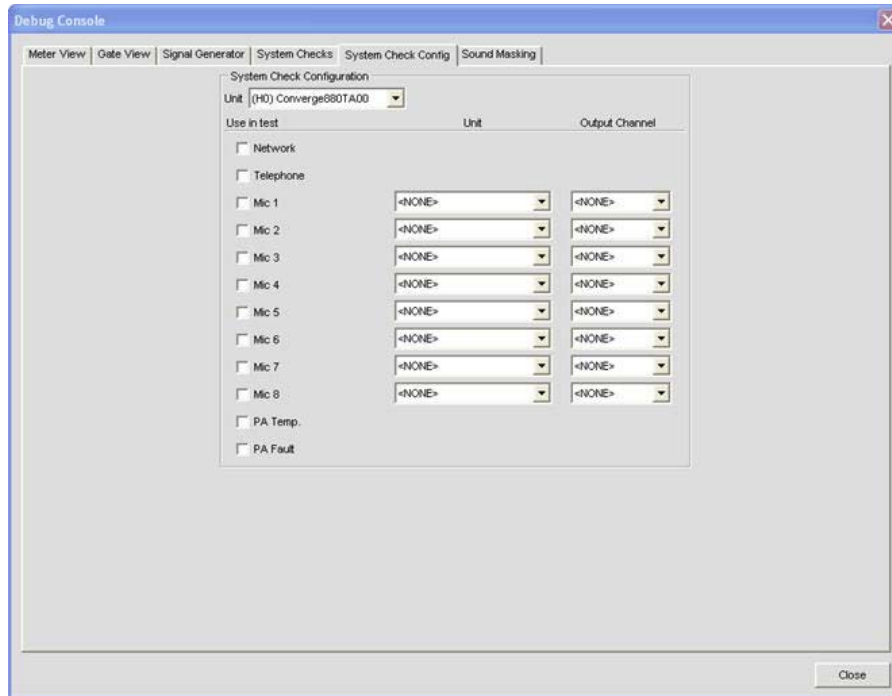 Debug Console
Meter View Gate View Signal Generator System Checks System Check Config Sound Masking
System Check Configuration
Unit (H0) Converge880TA00
Use in test Unit Output Channel
Network
Telephone
Mic 1 <NONE> <NONE>
Mic 2 <NONE> <NONE>
Mic 3 <NONE> <NONE>
Mic 4 <NONE> <NONE>
Mic 5 <NONE> <NONE>
Mic 6 <NONE> <NONE>
Mic 7 <NONE> <NONE>
Mic 8 <NONE> <NONE>
PA Temp.
PA Fault
Close